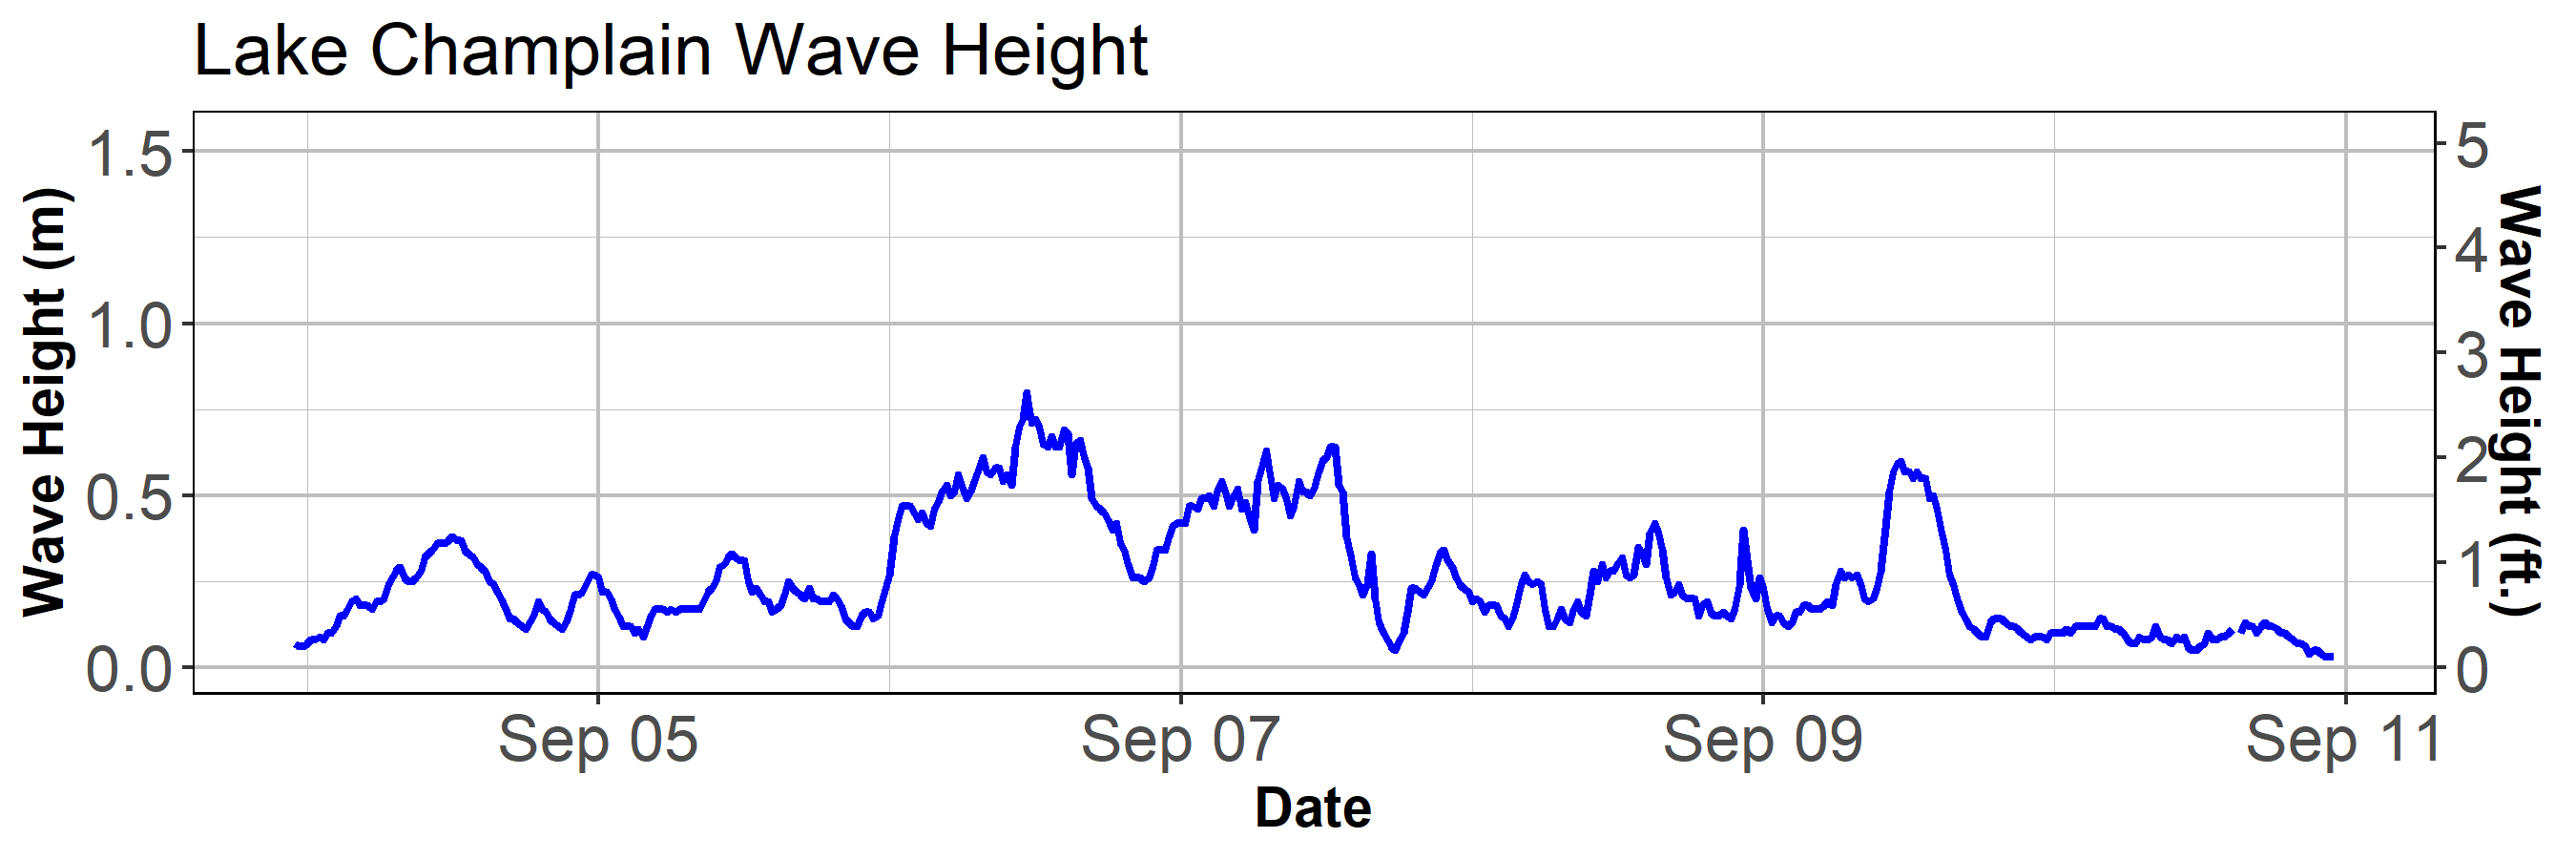 Lake Champlain Wave Height
Wave Height (m)
1.5
1.0
0.5
0.0
5
4
3
2
1
0
Wave Height (ft.)
Sep 05
Sep 07
Sep 09
Sep 11
Date